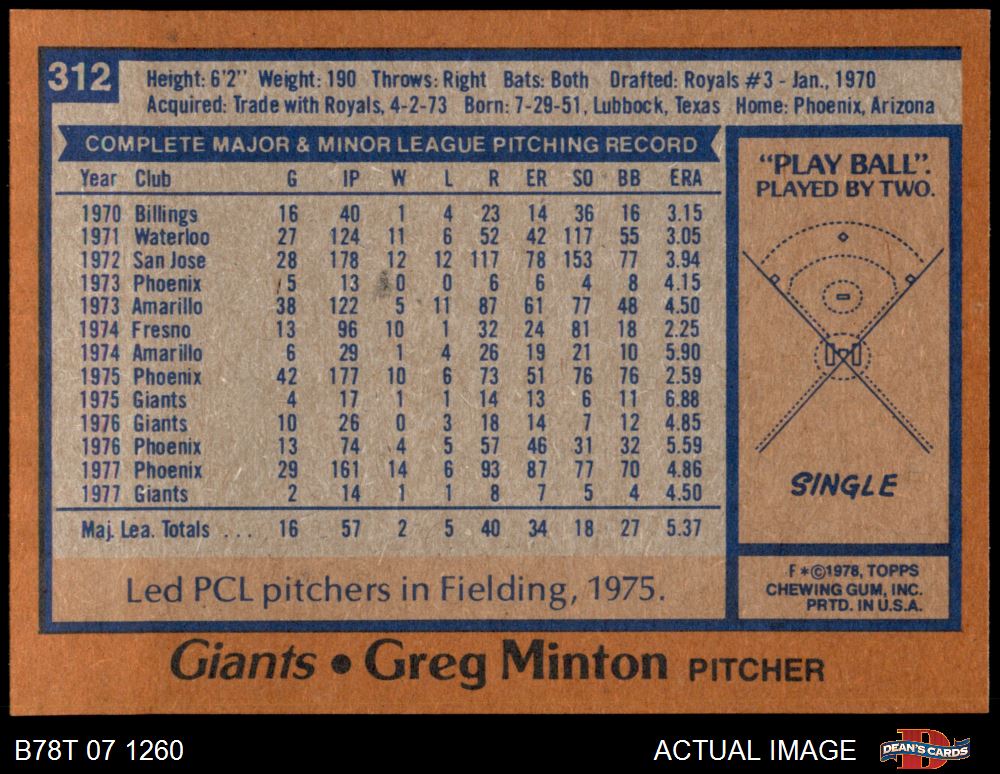 312
Height: 6'2'' Weight: 190 Throws: Right Bats: Both Drafted: Royals #3 - Jan., 1970
Acquired: Trade with Royals, 4-2-73 Born: 7-29-51, Lubbock, Texas Home: Phoenix, Arizona
COMPLETE MAJOR & MINOR LEAGUE PITCHING RECORD
Year Club G IP W L R ER SO BB ERA
1970 Billings 16 40 1 4 23 14 36 16 3.15
1971 Waterloo 27 124 11 6 52 42 117 55 3.05
1972 San Jose 28 178 12 12 117 78 153 77 3.94
1973 Phoenix 5 13 0 0 6 6 4 8 4.15
1973 Amarillo 38 122 5 11 87 61 77 48 4.50
1974 Fresno 13 96 10 1 32 24 81 18 2.25
1974 Amarillo 6 29 1 4 26 19 21 10 5.90
1975 Phoenix 42 177 10 6 73 51 76 76 2.59
1975 Giants 4 17 1 1 14 13 6 11 6.88
1976 Giants 10 26 0 3 18 14 7 12 4.85
1976 Phoenix 13 74 4 5 57 46 31 32 5.59
1977 Phoenix 29 161 14 6 93 87 77 70 4.86
1977 Giants 2 14 1 1 8 7 5 4 4.50
Maj. Lea. Totals ... 16 57 2 5 40 34 18 27 5.37
Led PCL pitchers in Fielding, 1975.
"PLAY BALL".
PLAYED BY TWO.
SINGLE
F*©1978, TOPPS
CHEWING GUM, INC.
PRTD. IN U.S.A.
Giants • Greg Minton PITCHER
B78T 07 1260
ACTUAL IMAGE
D
DEAN'S CARDS